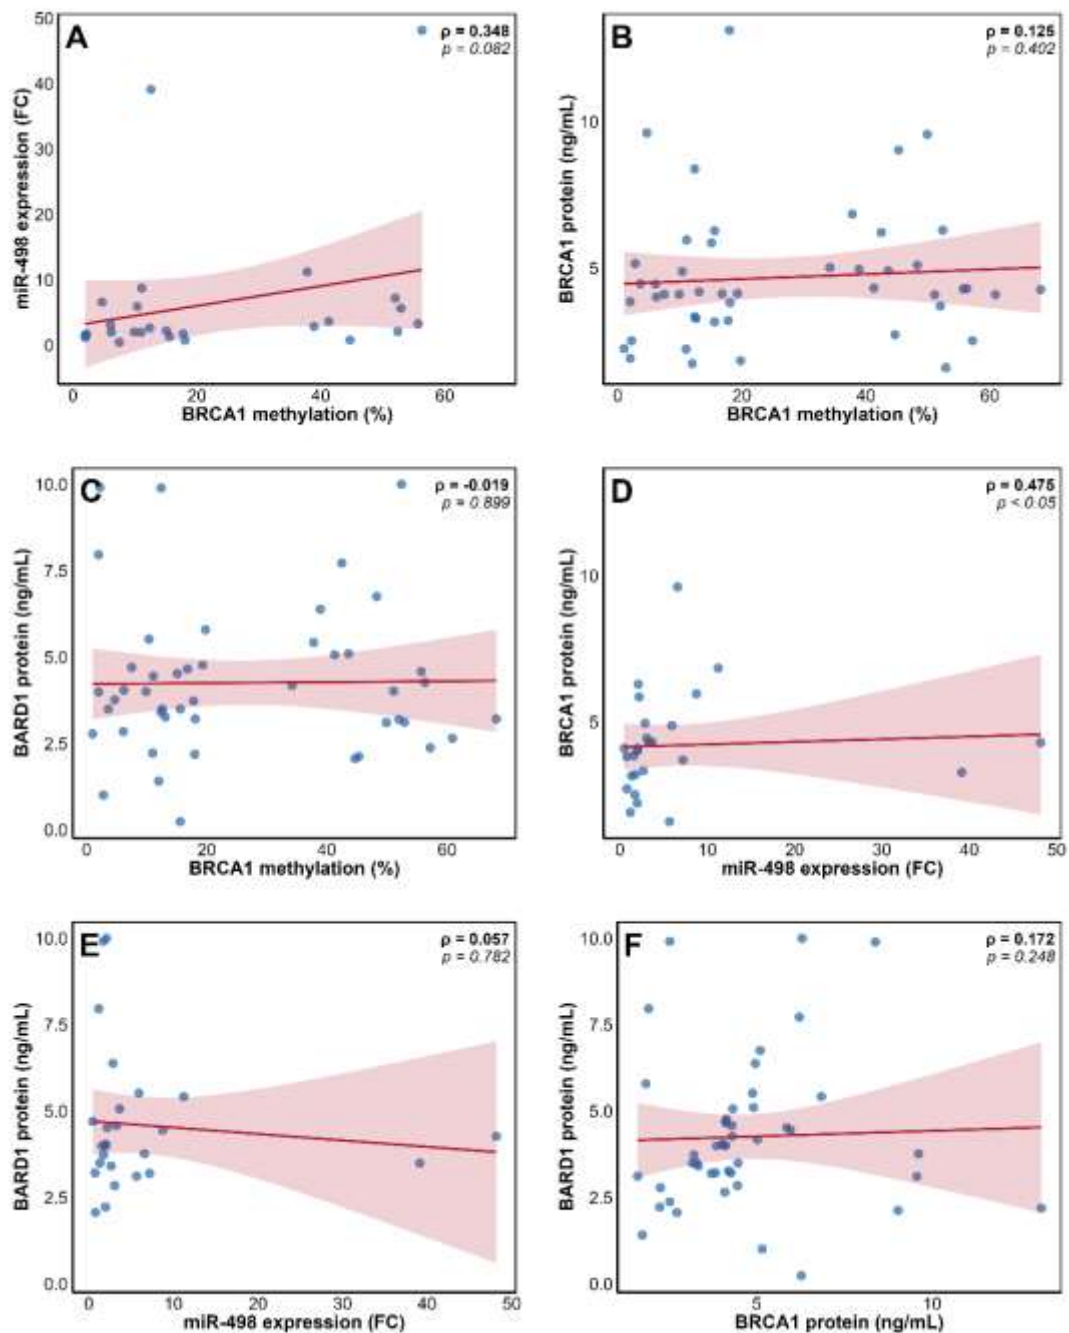 A
ρ = 0.348
p = 0.082
miR-498 expression (FC)
50
40
30
20
10
0
0 20 40 60
BRCA1 methylation (%)
B
ρ = 0.125
p = 0.402
BRCA1 protein (ng/mL)
10
5
0 20 40 60
BRCA1 methylation (%)
C
ρ = -0.019
p = 0.899
BARD1 protein (ng/mL)
10.0
7.5
5.0
2.5
0.0
0 20 40 60
BRCA1 methylation (%)
D
ρ = 0.475
p < 0.05
BRCA1 protein (ng/mL)
10
5
0 10 20 30 40 50
miR-498 expression (FC)
E
ρ = 0.057
p = 0.782
BARD1 protein (ng/mL)
10.0
7.5
5.0
2.5
0.0
0 10 20 30 40 50
miR-498 expression (FC)
F
ρ = 0.172
p = 0.248
BARD1 protein (ng/mL)
10.0
7.5
5.0
2.5
0.0
5 10
BRCA1 protein (ng/mL)